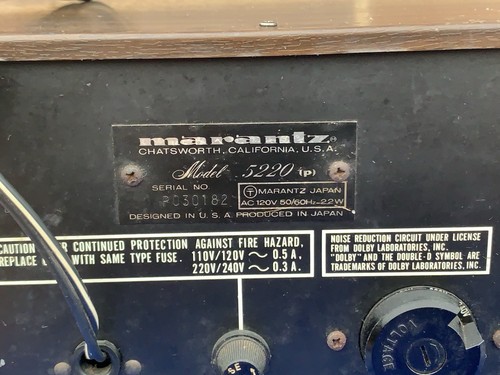 marantz
CHATSWORTH, CALIFORNIA, U.S.A.
Model 5220 (p)
SERIAL NO
PC30182
T MARANTZ JAPAN
AC 120V 50/60Hz 22W
DESIGNED IN U.S.A. PRODUCED IN JAPAN
CAUTION CONTINUED PROTECTION AGAINST FIRE HAZARD,
REPLACE WITH SAME TYPE FUSE. 110V/120V ~ 0.5 A.
220V/240V ~ 0.3 A.
NOISE REDUCTION CIRCUIT UNDER LICENSE
FROM DOLBY LABORATORIES, INC.
"DOLBY" AND THE DOUBLE-D SYMBOL ARE
TRADEMARKS OF DOLBY LABORATORIES, INC.
VOLTAGE